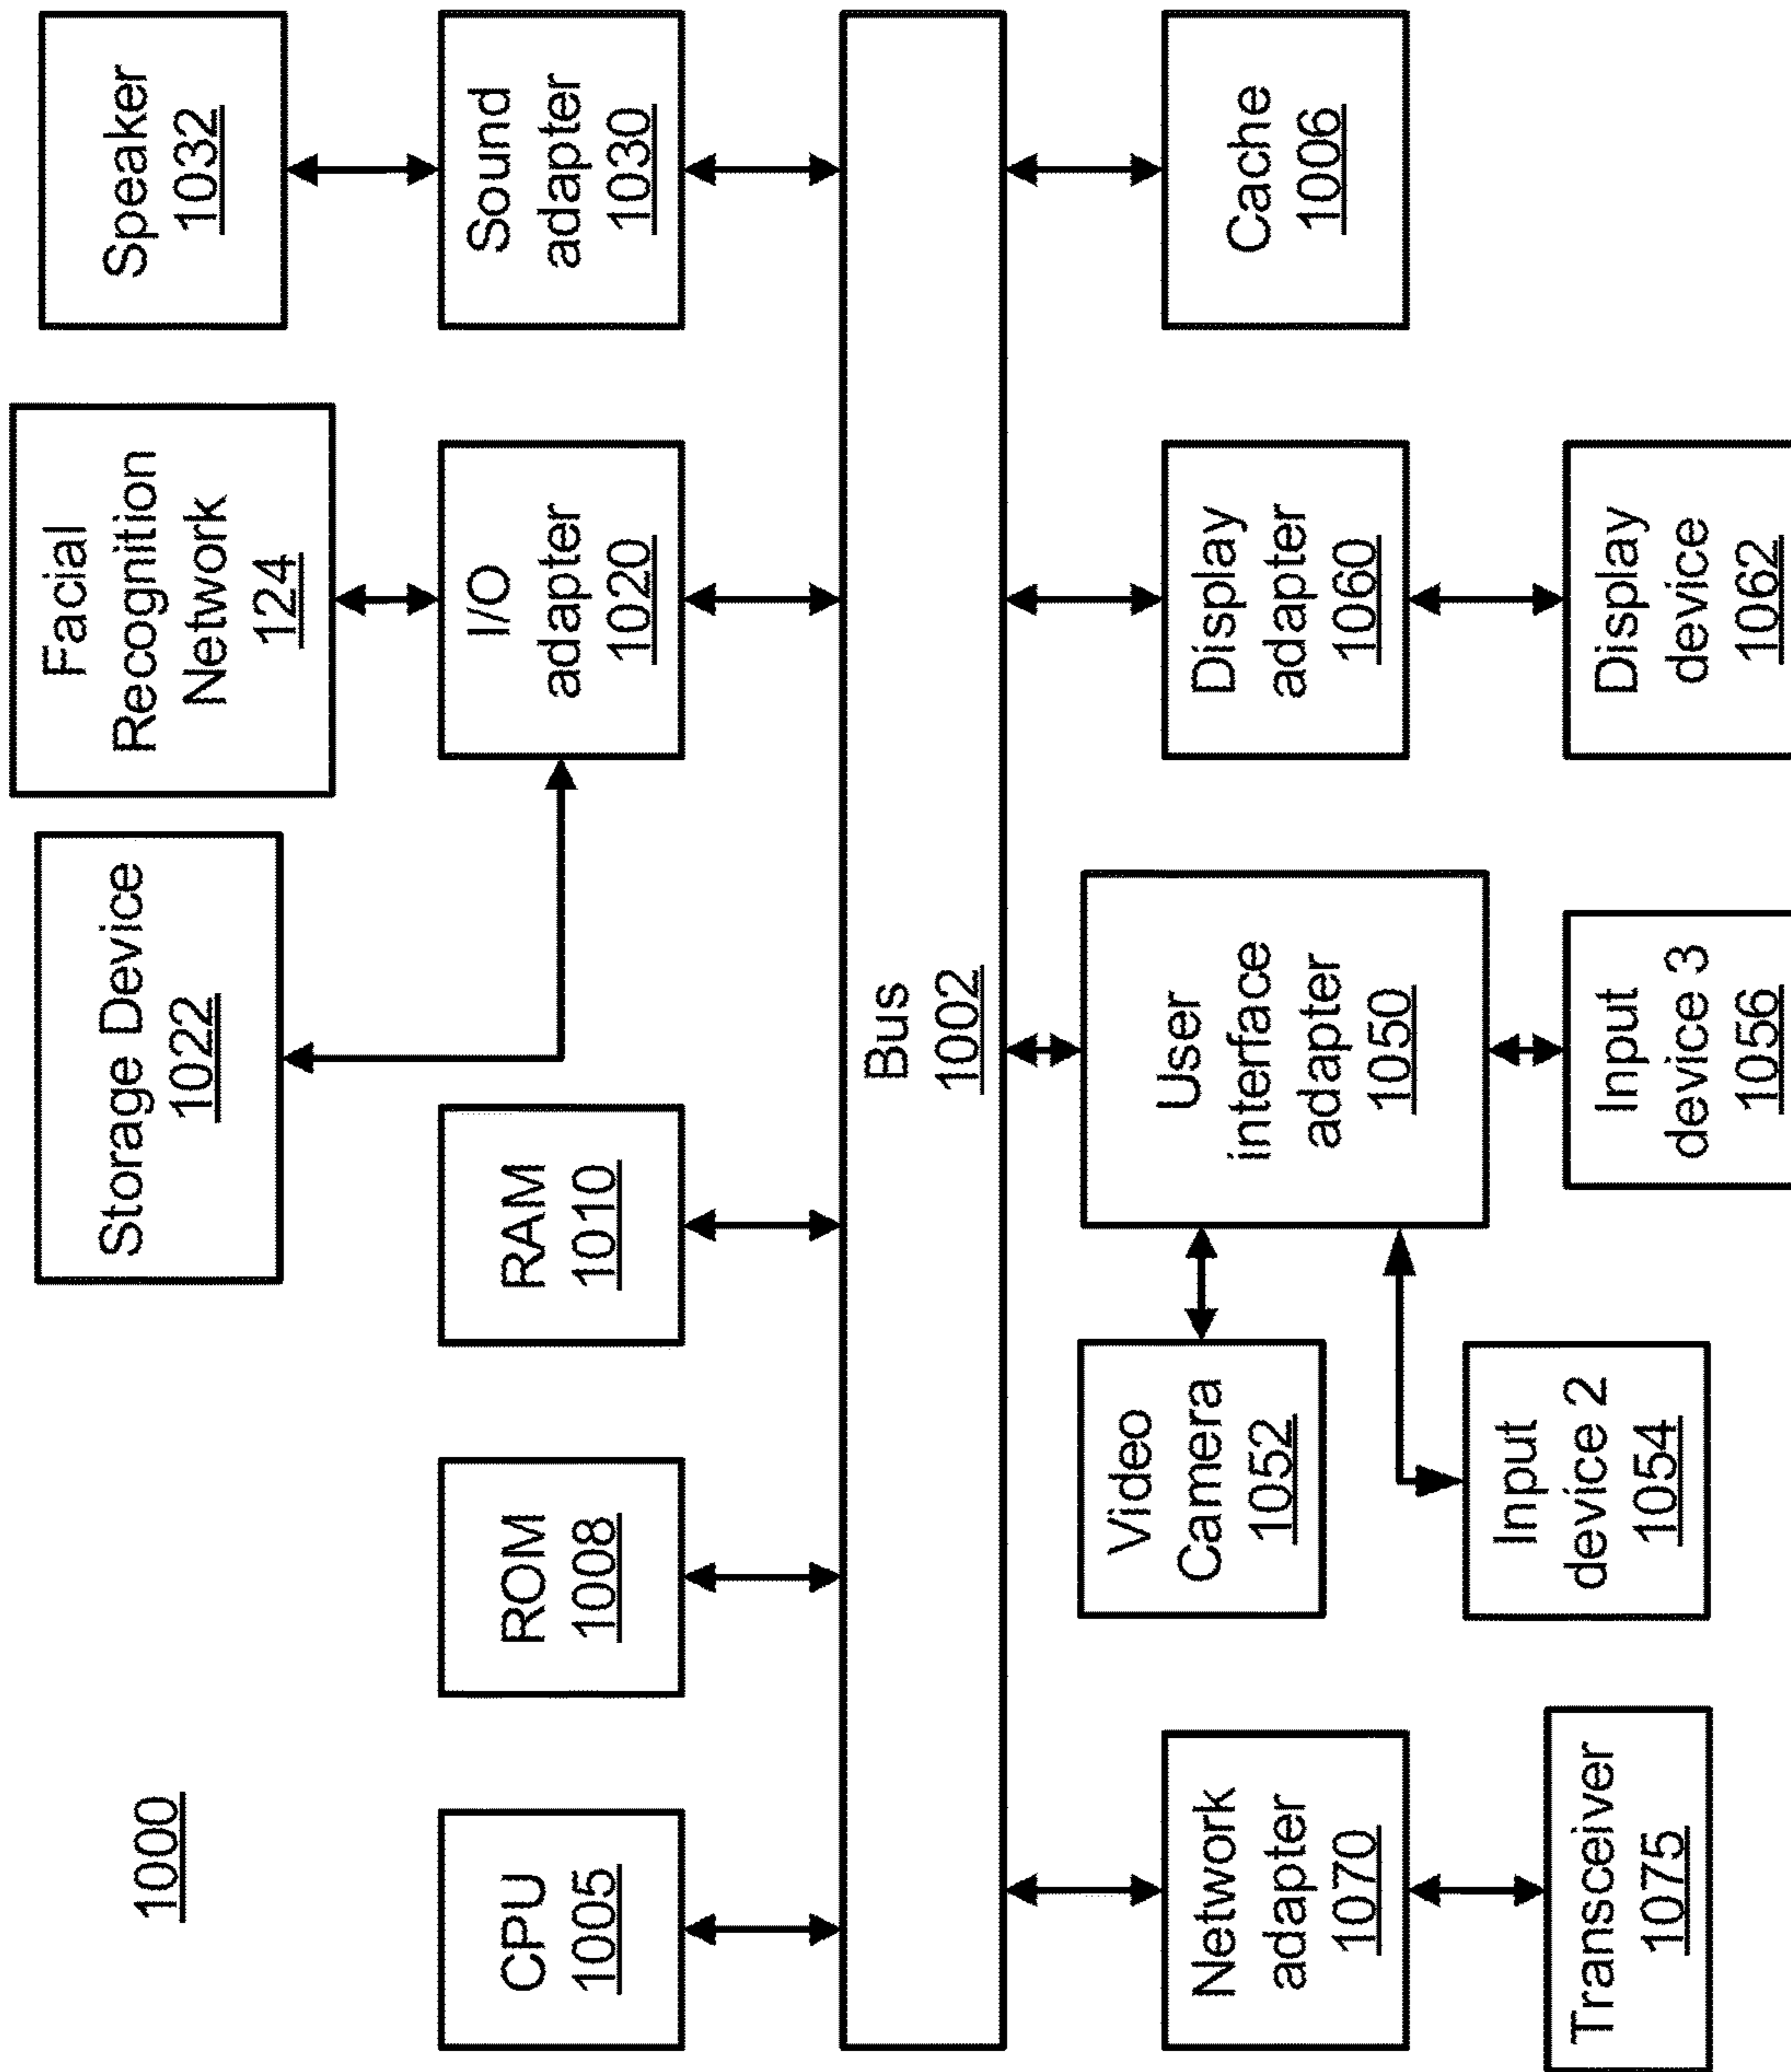 1000
Storage Device
1022
Facial
Recognition
Network
124
Speaker
1032
CPU
1005
ROM
1008
RAM
1010
I/O
adapter
1020
Sound
adapter
1030
Bus
1002
Network
adapter
1070
Video
Camera
1052
User
interface
adapter
1050
Display
adapter
1060
Cache
1006
Transceiver
1075
Input
device 2
1054
Input
device 3
1056
Display
device
1062